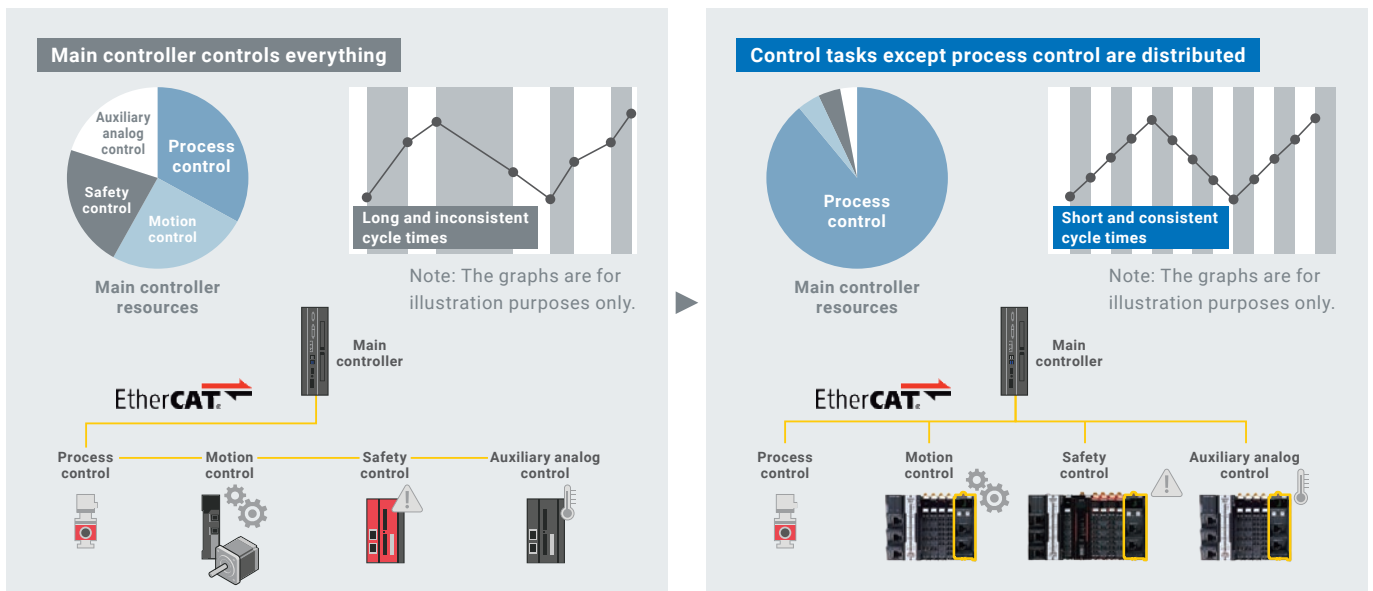 Main controller controls everything
Auxiliary
analog
control
Process
control
Safety
control
Motion
control
Main controller
resources
Long and inconsistent
cycle times
Note: The graphs are for
illustration purposes only.
Main
controller
EtherCAT
Process
control
Motion
control
Safety
control
Auxiliary analog
control
Control tasks except process control are distributed
Process
control
Main controller
resources
Short and consistent
cycle times
Note: The graphs are for
illustration purposes only.
Main
controller
EtherCAT
Process
control
Motion
control
Safety
control
Auxiliary analog
control